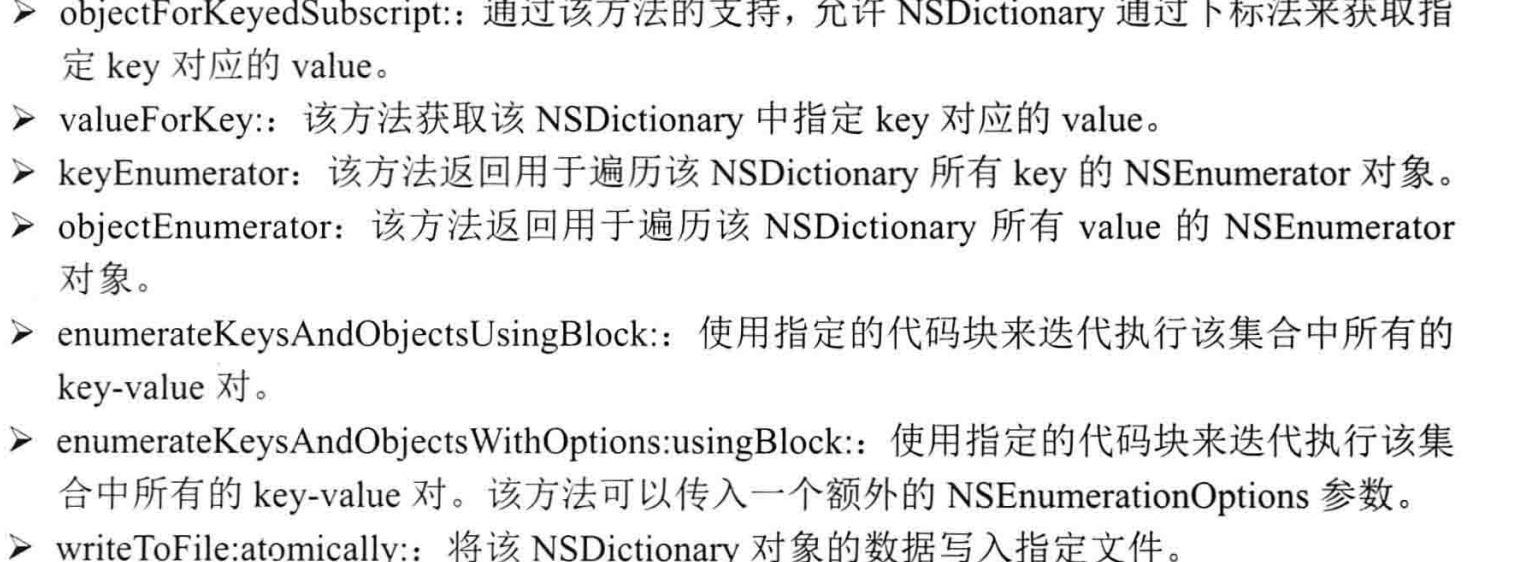 ➢ objectForKeyedSubscript:：通过该方法的支持，允许 NSDictionary 通过下标法来获取指
定 key 对应的 value。
➢ valueForKey:：该方法获取该 NSDictionary 中指定 key 对应的 value。
➢ keyEnumerator：该方法返回用于遍历该 NSDictionary 所有 key 的 NSEnumerator 对象。
➢ objectEnumerator：该方法返回用于遍历该 NSDictionary 所有 value 的 NSEnumerator
对象。
➢ enumerateKeysAndObjectsUsingBlock:：使用指定的代码块来迭代执行该集合中所有的
key-value 对。
➢ enumerateKeysAndObjectsWithOptions:usingBlock:：使用指定的代码块来迭代执行该集
合中所有的 key-value 对。该方法可以传入一个额外的 NSEnumerationOptions 参数。
➢ writeToFile:atomically:：将该 NSDictionary 对象的数据写入指定文件。